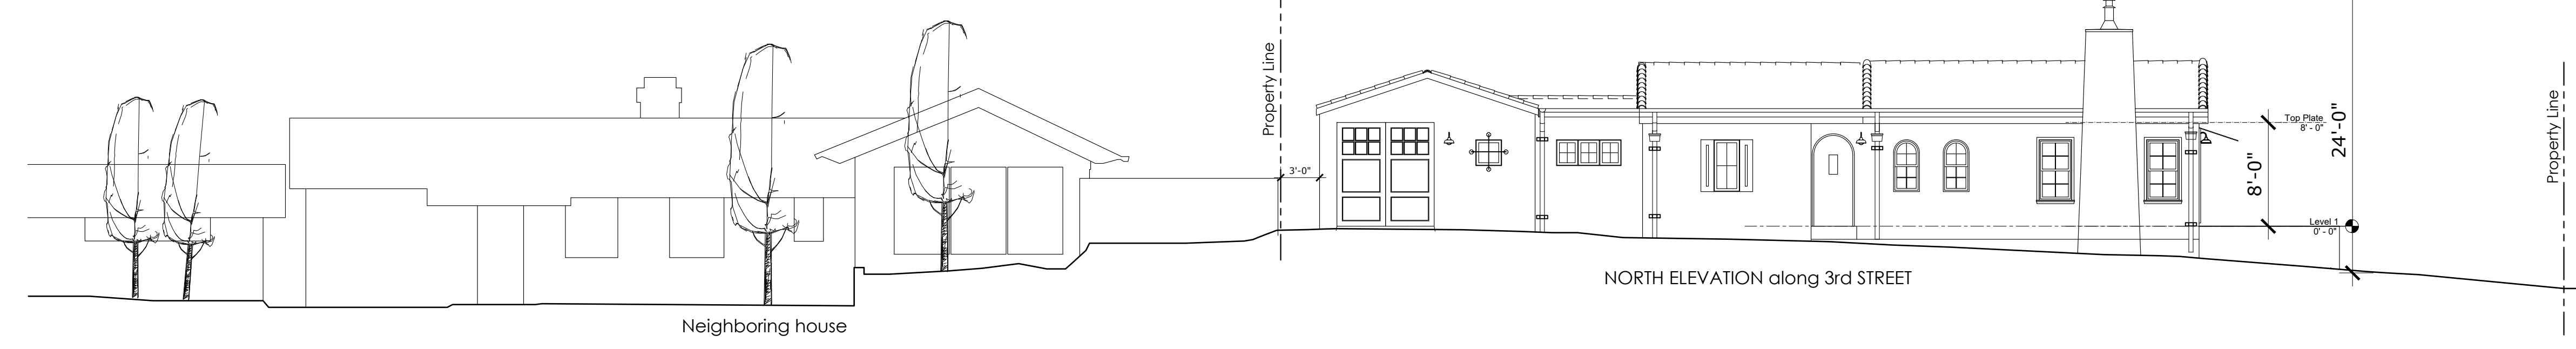 Property Line
3'-0"
Top Plate
8' - 0"
8'-0"
24'-0"
Level 1
0' - 0"
Property Line
NORTH ELEVATION along 3rd STREET
Neighboring house